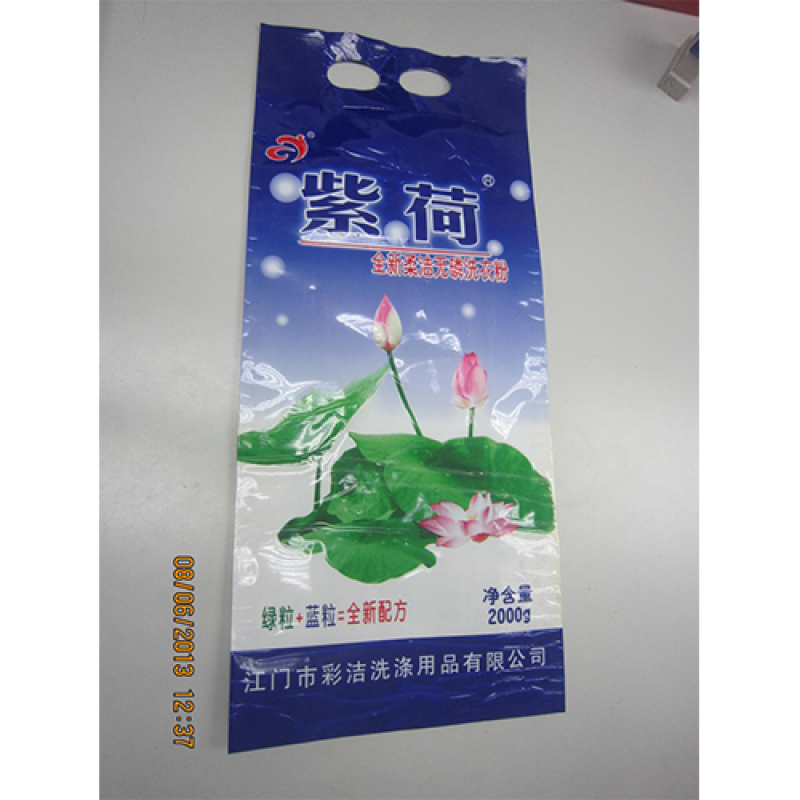 紫荷®
全新柔洁无磷洗衣粉
绿粒+蓝粒=全新配方
净含量
2000g
江门市彩洁洗涤用品有限公司
08/06/2013 12:37